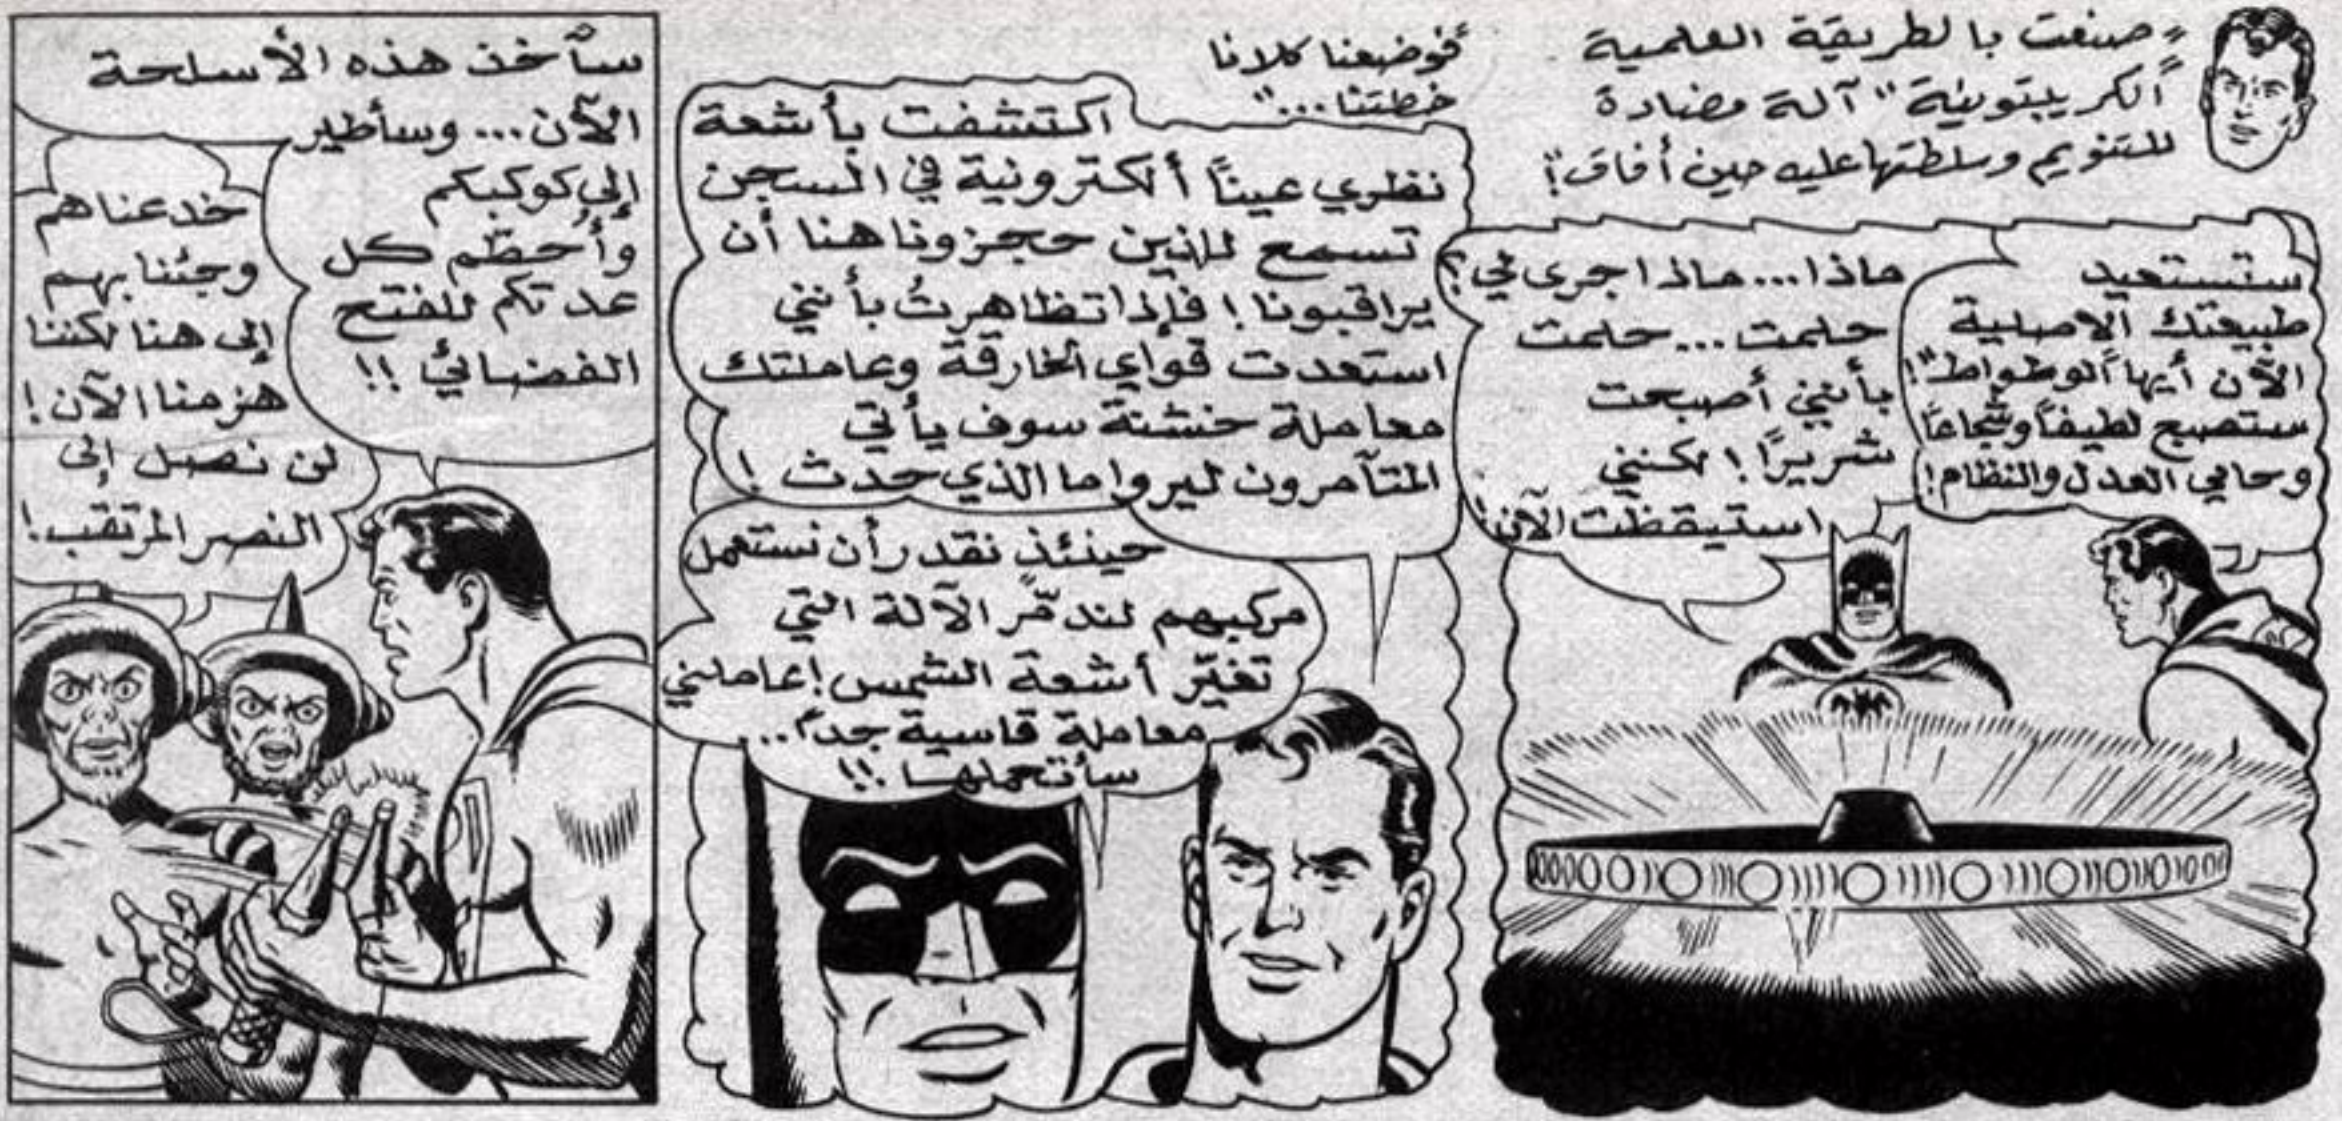 "صنعت بالطريقة العلمية
"الكريبتونية" آلة مضادة
للتنويم وسلطتها عليه حين أفاق"!
ستستعيد
طبيعتك الأصلية
الآن أيها "الوطواط"!
ستصبح لطيفاً وشجاعاً
وحامي العدل والنظام!
ماذا... ماذا جرى لي؟
حلمت... حلمت
بأنني أصبحت
شريرًا! لكنني
استيقظت الآن!
"فوضعنا كلانا
خطتنا..."
اكتشفت بأشعة
نظري عيناً ألكترونية في السجن
تسمح للذين حجزونا هنا أن
يراقبونا! فإذا تظاهرتُ بأنني
استعدت قواي الخارقة وعاملتك
معاملة خشنة سوف يأتي
المتآمرون ليروا ما الذي حدث!
حينئذٍ نقدر أن نستعمل
مركبهم لندمّر الآلة التي
تغيّر أشعة الشمس! عاملني
معاملة قاسية جداً..
سأتحملها!!
سآخذ هذه الأسلحة
الآن... وسأطير
إلى كوكبكم
وأُحطّم كل
عدتكم للفتح
الفضائي!!
خدعناهم
وجئنا بهم
إلى هنا لكننا
هزمنا الآن!
لن نصل إلى
النصر المرتقب!